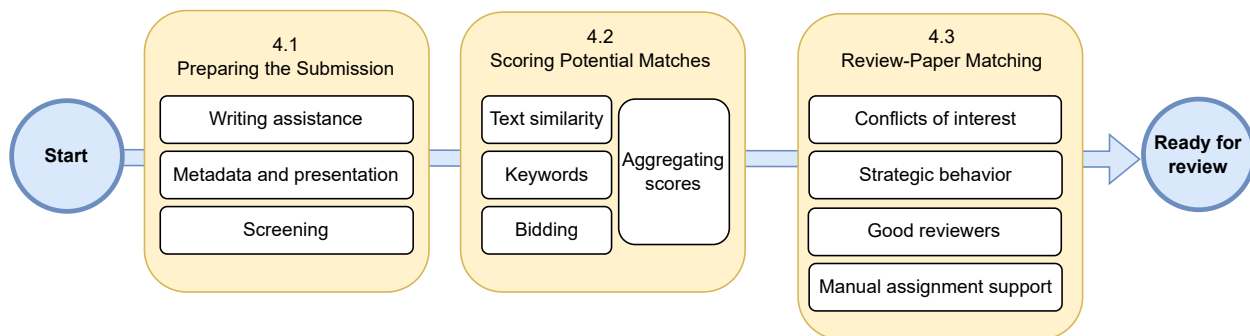 Start
4.1
Preparing the Submission
Writing assistance
Metadata and presentation
Screening
4.2
Scoring Potential Matches
Text similarity
Keywords
Bidding
Aggregating
scores
4.3
Review-Paper Matching
Conflicts of interest
Strategic behavior
Good reviewers
Manual assignment support
Ready for
review